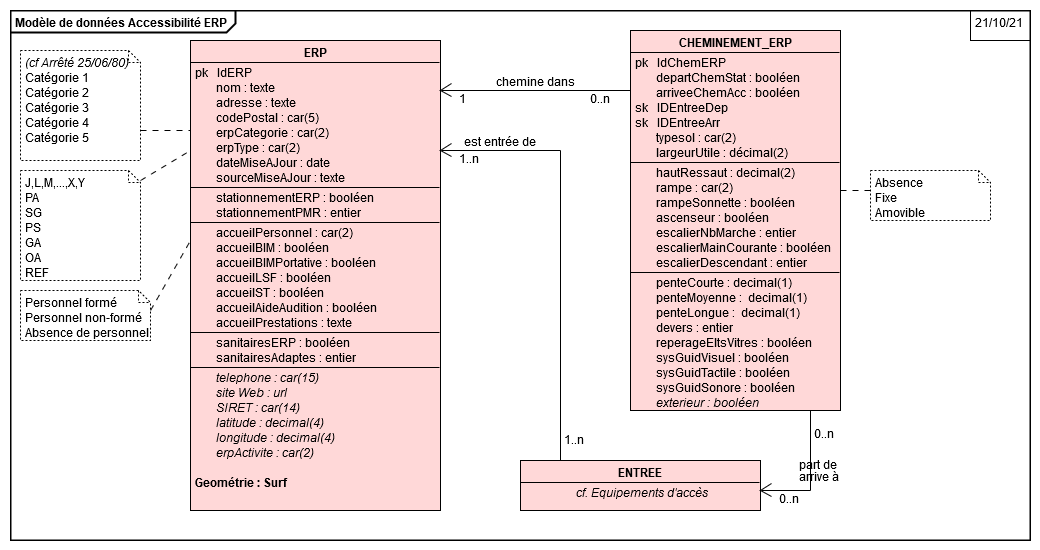 Modèle de données Accessibilité ERP
21/10/21
(cf Arrêté 25/06/80)
Catégorie 1
Catégorie 2
Catégorie 3
Catégorie 4
Catégorie 5
J,L,M,...,X,Y
PA
SG
PS
GA
OA
REF
Personnel formé
Personnel non-formé
Absence de personnel
ERP
pk IdERP
nom : texte
adresse : texte
codePostal : car(5)
erpCategorie : car(2)
erpType : car(2)
dateMiseAJour : date
sourceMiseAJour : texte
stationnementERP : booléen
stationnementPMR : entier
accueilPersonnel : car(2)
accueilBIM : booléen
accueilBIMPortative : booléen
accueilLSF : booléen
accueilST : booléen
accueilAideAudition : booléen
accueilPrestations : texte
sanitairesERP : booléen
sanitairesAdaptes : entier
telephone : car(15)
site Web : url
SIRET : car(14)
latitude : decimal(4)
longitude : decimal(4)
erpActivite : car(2)
Geométrie : Surf
chemine dans
1
0..n
est entrée de
1..n
1..n
CHEMINEMENT_ERP
pk IdChemERP
departChemStat : booléen
arriveeChemAcc : booléen
sk IDEntreeDep
sk IDEntreeArr
typesol : car(2)
largeurUtile : décimal(2)
hautRessaut : decimal(2)
rampe : car(2)
rampeSonnette : booléen
ascenseur : booléen
escalierNbMarche : entier
escalierMainCourante : booléen
escalierDescendant : entier
penteCourte : decimal(1)
penteMoyenne : decimal(1)
penteLongue : decimal(1)
devers : entier
reperageEltsVitres : booléen
sysGuidVisuel : booléen
sysGuidTactile : booléen
sysGuidSonore : booléen
exterieur : booléen
Absence
Fixe
Amovible
0..n
part de
arrive à
0..n
ENTREE
cf. Equipements d'accès